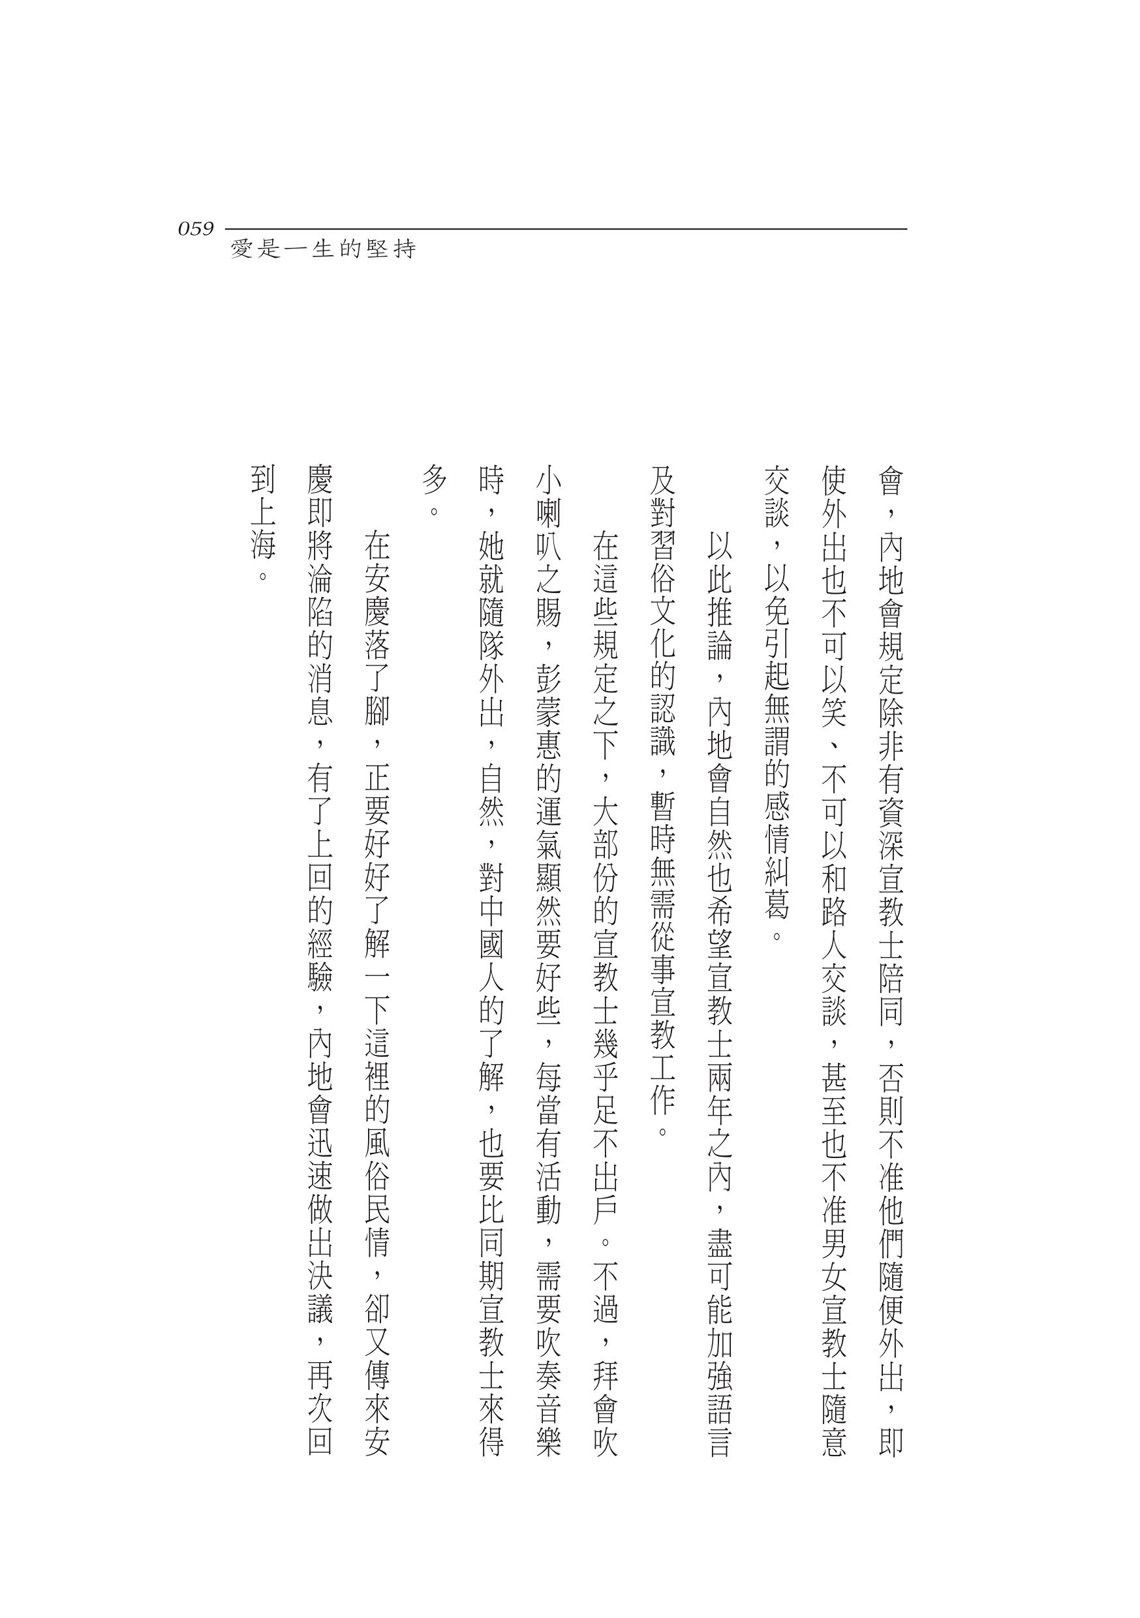 059
愛是一生的堅持
會，內地會規定除非有資深宣教士陪同，否則不准他們隨便外出，即
使外出也不可以笑、不可以和路人交談，甚至也不准男女宣教士隨意
交談，以免引起無謂的感情糾葛。
以此推論，內地會自然也希望宣教士兩年之內，盡可能加強語言
及對習俗文化的認識，暫時無需從事宣教工作。
在這些規定之下，大部份的宣教士幾乎足不出戶。不過，拜會吹
小喇叭之賜，彭蒙惠的運氣顯然要好些，每當有活動，需要吹奏音樂
時，她就隨隊外出，自然，對中國人的了解，也要比同期宣教士來得
多。
在安慶落了腳，正要好好了解一下這裡的風俗民情，卻又傳來安
慶即將淪陷的消息，有了上回的經驗，內地會迅速做出決議，再次回
到上海。